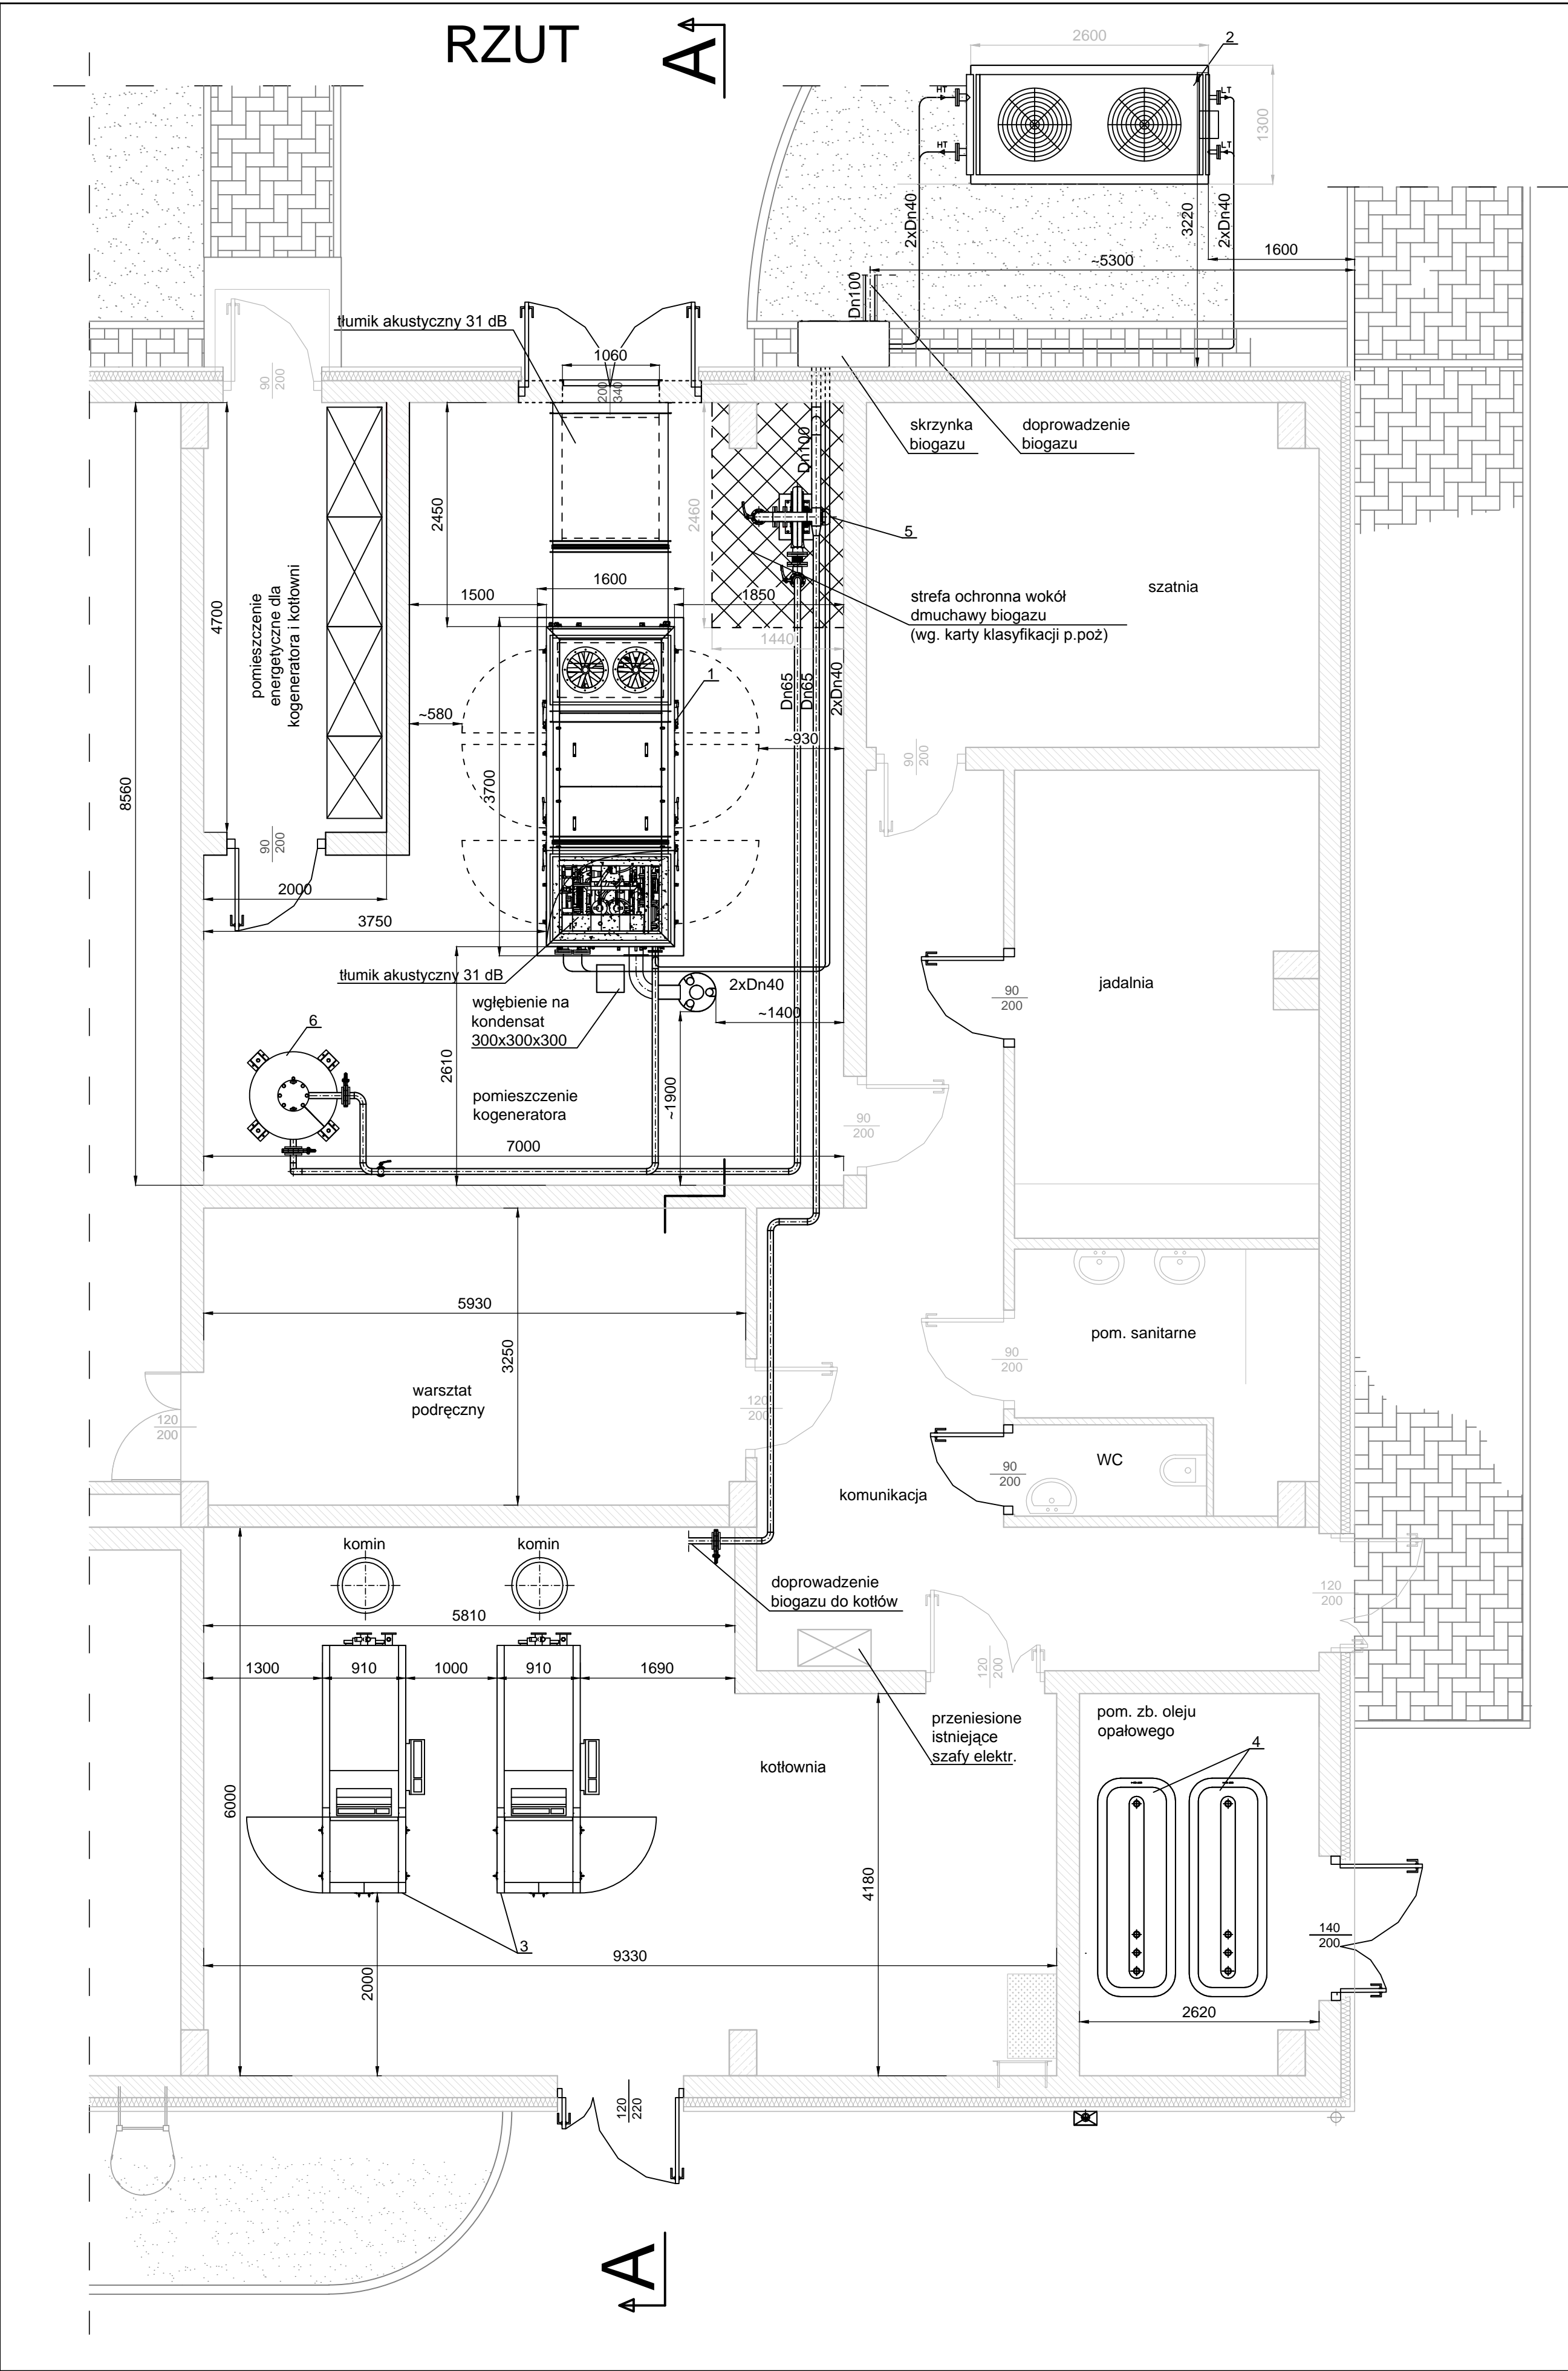 RZUT
A
2600
2
HT
LT
HT
LT
1300
2xDn40
3220
2xDn40
1600
~5300
Dn100
tłumik akustyczny 31 dB
1060
200
340
90
200
skrzynka
biogazu
doprowadzenie
biogazu
Dn100
2450
2460
5
4700
pomieszczenie
energetyczne dla
kogeneratora i kotłowni
1600
1500
1850
szatnia
strefa ochronna wokół
dmuchawy biogazu
(wg. karty klasyfikacji p.poż)
1440
1
Dn65
Dn65
2xDn40
~580
~930
90
200
8560
3700
90
200
2000
3750
tłumik akustyczny 31 dB
2xDn40
jadalnia
90
200
wgłębienie na
kondensat
300x300x300
~1400
6
2610
~1900
pomieszczenie
kogeneratora
90
200
7000
5930
3250
pom. sanitarne
90
200
warsztat
podręczny
120
200
120
200
WC
90
200
komunikacja
komin
komin
doprowadzenie
biogazu do kotłów
120
200
5810
1300
910
1000
910
1690
120
200
przeniesione
istniejące
szafy elektr.
pom. zb. oleju
opałowego
4
kotłownia
6000
4180
140
200
3
9330
2000
2620
120
220
A